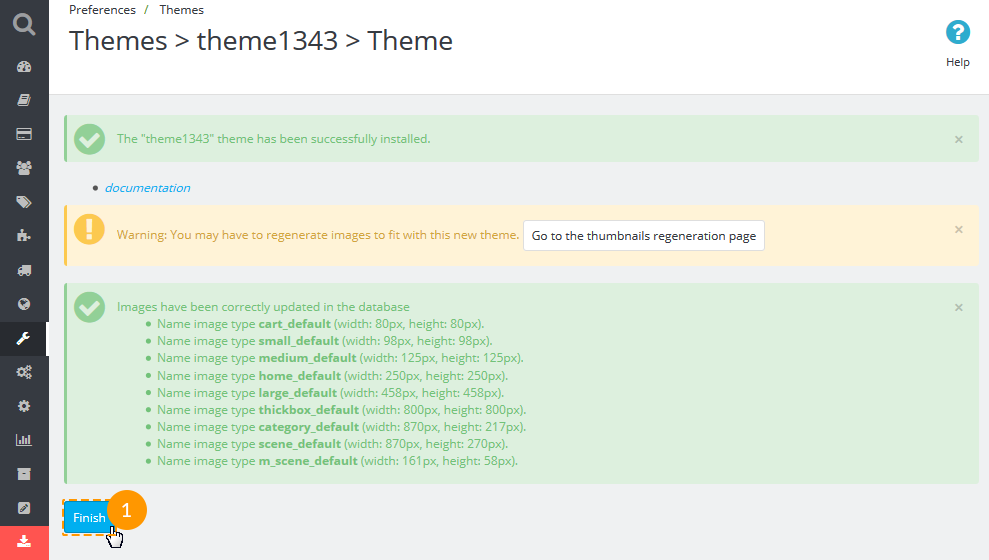 Preferences / Themes
Themes > theme1343 > Theme
Help
The "theme1343" theme has been successfully installed.
documentation
Warning: You may have to regenerate images to fit with this new theme. Go to the thumbnails regeneration page
Images have been correctly updated in the database
Name image type cart_default (width: 80px, height: 80px).
Name image type small_default (width: 98px, height: 98px).
Name image type medium_default (width: 125px, height: 125px).
Name image type home_default (width: 250px, height: 250px).
Name image type large_default (width: 458px, height: 458px).
Name image type thickbox_default (width: 800px, height: 800px).
Name image type category_default (width: 870px, height: 217px).
Name image type scene_default (width: 870px, height: 270px).
Name image type m_scene_default (width: 161px, height: 58px).
Finish 1